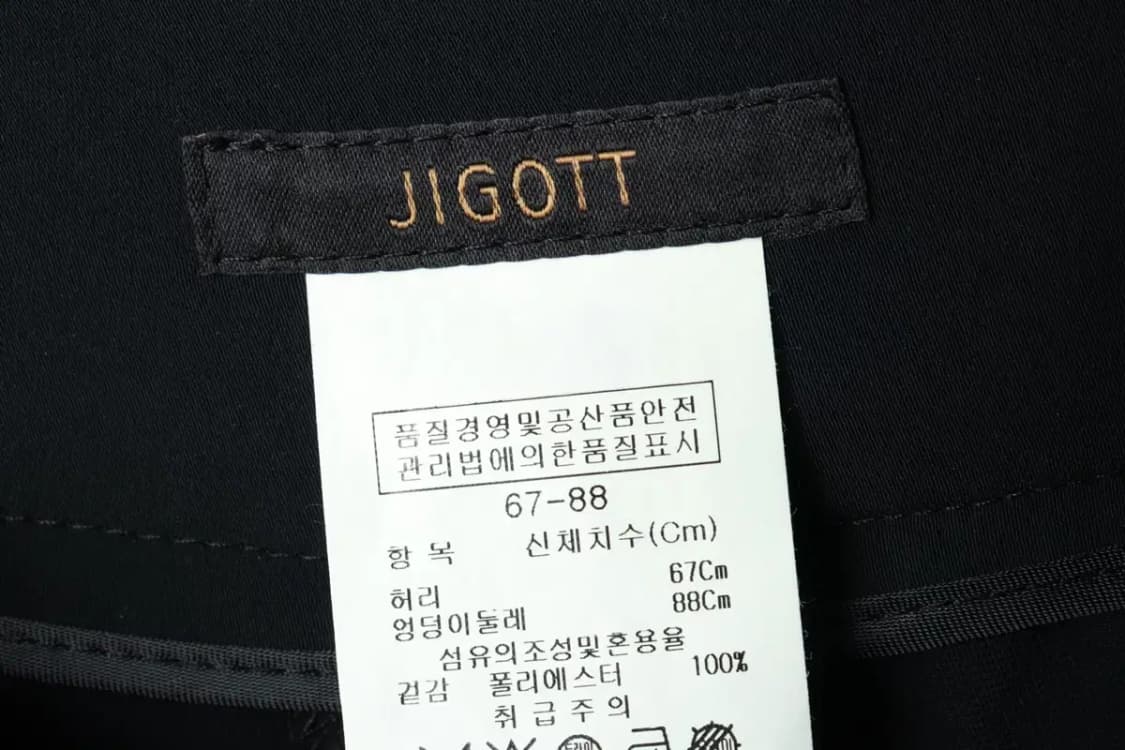 JIGOTT
품질경영및공산품안전
관리법에의한품질표시
67-88
항 목 신체치수(Cm)
허리 67Cm
엉덩이둘레 88Cm
섬유의조성및혼용율
겉감 폴리에스터 100%
취 급 주 의
드라이